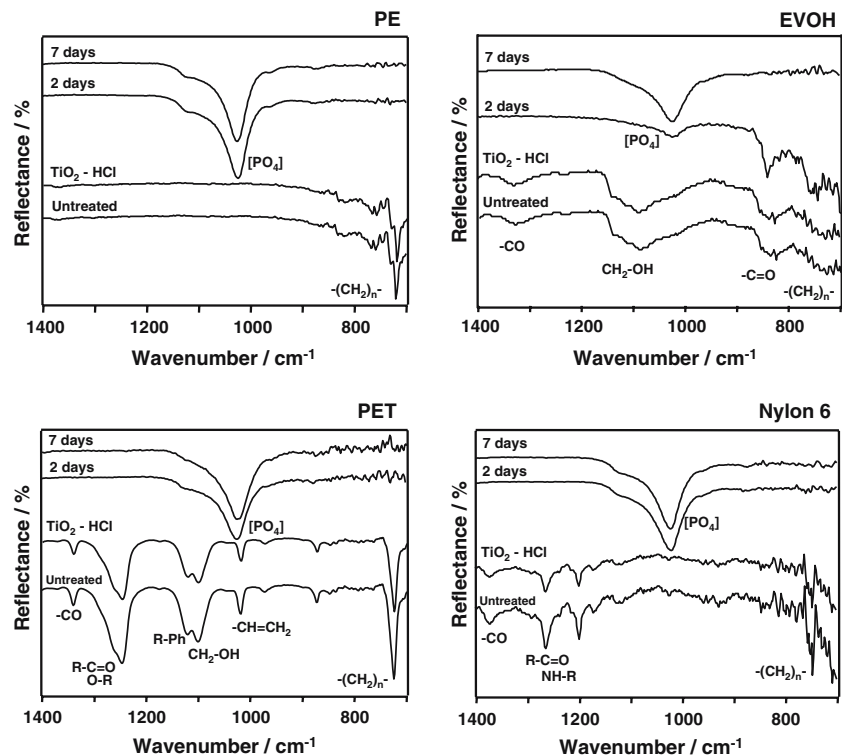 PE
7 days
2 days
[PO4]
TiO2 - HCl
Untreated
-(CH2)n-
Reflectance / %
1400 1200 1000 800
Wavenumber / cm-1
EVOH
7 days
2 days
[PO4]
TiO2 - HCl
Untreated
-CO
CH2-OH
-C=O
-(CH2)n-
Reflectance / %
1400 1200 1000 800
Wavenumber / cm-1
PET
7 days
2 days
[PO4]
TiO2 - HCl
Untreated
-CO
R-C=O
O-R
R-Ph
CH2-OH
-CH=CH2
-(CH2)n-
Reflectance / %
1400 1200 1000 800
Wavenumber / cm-1
Nylon 6
7 days
2 days
[PO4]
TiO2 - HCl
Untreated
-CO
R-C=O
NH-R
-(CH2)n-
Reflectance / %
1400 1200 1000 800
Wavenumber / cm-1